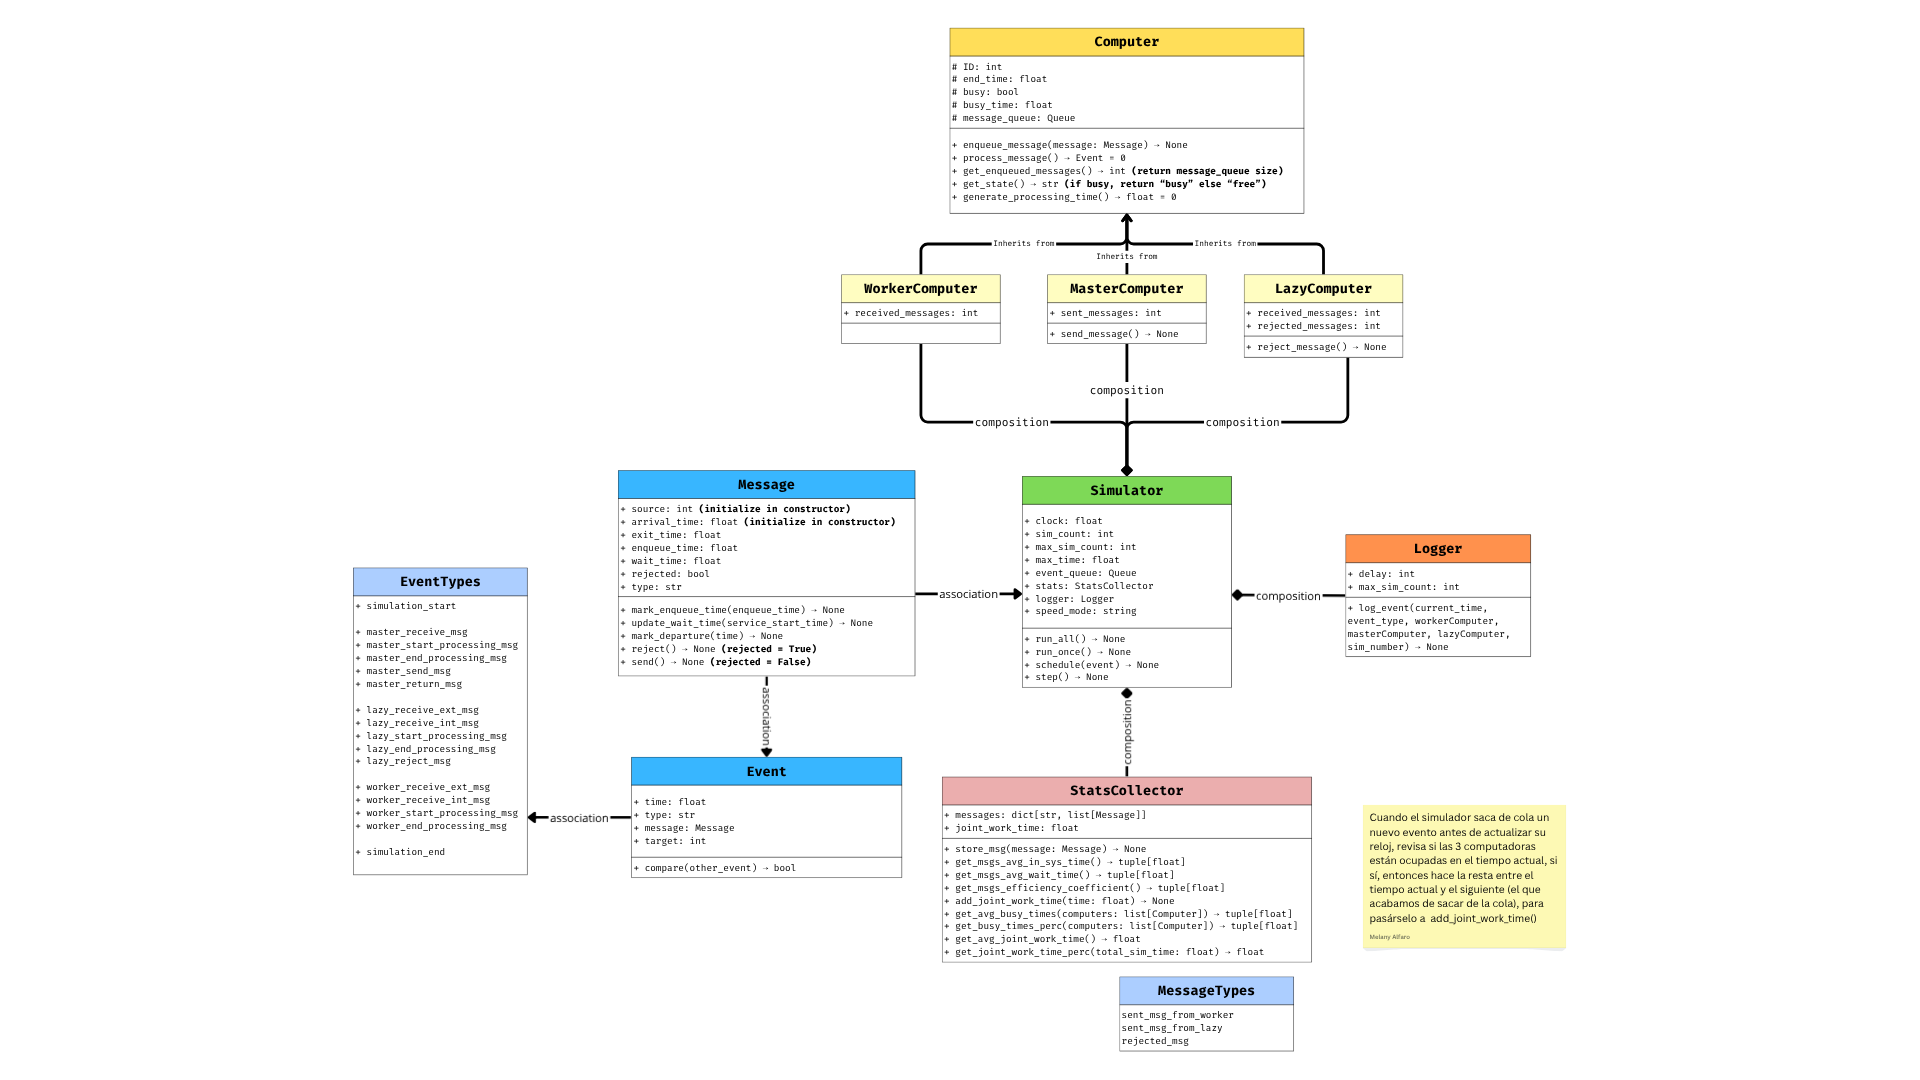 Computer
# ID: int
# end_time: float
# busy: bool
# busy_time: float
# message_queue: Queue
+ enqueue_message(message: Message) → None
+ process_message() → Event = 0
+ get_enqueued_messages() → int (return message_queue size)
+ get_state() → str (if busy, return “busy” else “free”)
+ generate_processing_time() → float = 0
Inherits from
Inherits from
Inherits from
WorkerComputer
+ received_messages: int
MasterComputer
+ sent_messages: int
+ send_message() → None
LazyComputer
+ received_messages: int
+ rejected_messages: int
+ reject_message() → None
composition
composition
composition
Message
+ source: int (initialize in constructor)
+ arrival_time: float (initialize in constructor)
+ exit_time: float
+ enqueue_time: float
+ wait_time: float
+ rejected: bool
+ type: str
+ mark_enqueue_time(enqueue_time) → None
+ update_wait_time(service_start_time) → None
+ mark_departure(time) → None
+ reject() → None (rejected = True)
+ send() → None (rejected = False)
association
Simulator
+ clock: float
+ sim_count: int
+ max_sim_count: int
+ max_time: float
+ event_queue: Queue
+ stats: StatsCollector
+ logger: Logger
+ speed_mode: string
+ run_all() → None
+ run_once() → None
+ schedule(event) → None
+ step() → None
composition
Logger
+ delay: int
+ max_sim_count: int
+ log_event(current_time,
event_type, workerComputer,
masterComputer, lazyComputer,
sim_number) → None
EventTypes
+ simulation_start
+ master_receive_msg
+ master_start_processing_msg
+ master_end_processing_msg
+ master_send_msg
+ master_return_msg
+ lazy_receive_ext_msg
+ lazy_receive_int_msg
+ lazy_start_processing_msg
+ lazy_end_processing_msg
+ lazy_reject_msg
+ worker_receive_ext_msg
+ worker_receive_int_msg
+ worker_start_processing_msg
+ worker_end_processing_msg
+ simulation_end
association
association
Event
+ time: float
+ type: str
+ message: Message
+ target: int
+ compare(other_event) → bool
composition
StatsCollector
+ messages: dict[str, list[Message]]
+ joint_work_time: float
+ store_msg(message: Message) → None
+ get_msgs_avg_in_sys_time() → tuple[float]
+ get_msgs_avg_wait_time() → tuple[float]
+ get_msgs_efficiency_coefficient() → tuple[float]
+ add_joint_work_time(time: float) → None
+ get_avg_busy_times(computers: list[Computer]) → tuple[float]
+ get_busy_times_perc(computers: list[Computer]) → tuple[float]
+ get_avg_joint_work_time() → float
+ get_joint_work_time_perc(total_sim_time: float) → float
Cuando el simulador saca de cola un
nuevo evento antes de actualizar su
reloj, revisa si las 3 computadoras
están ocupadas en el tiempo actual, si
sí, entonces hace la resta entre el
tiempo actual y el siguiente (el que
acabamos de sacar de la cola), para
pasárselo a add_joint_work_time()
Melany Alfaro
MessageTypes
sent_msg_from_worker
sent_msg_from_lazy
rejected_msg